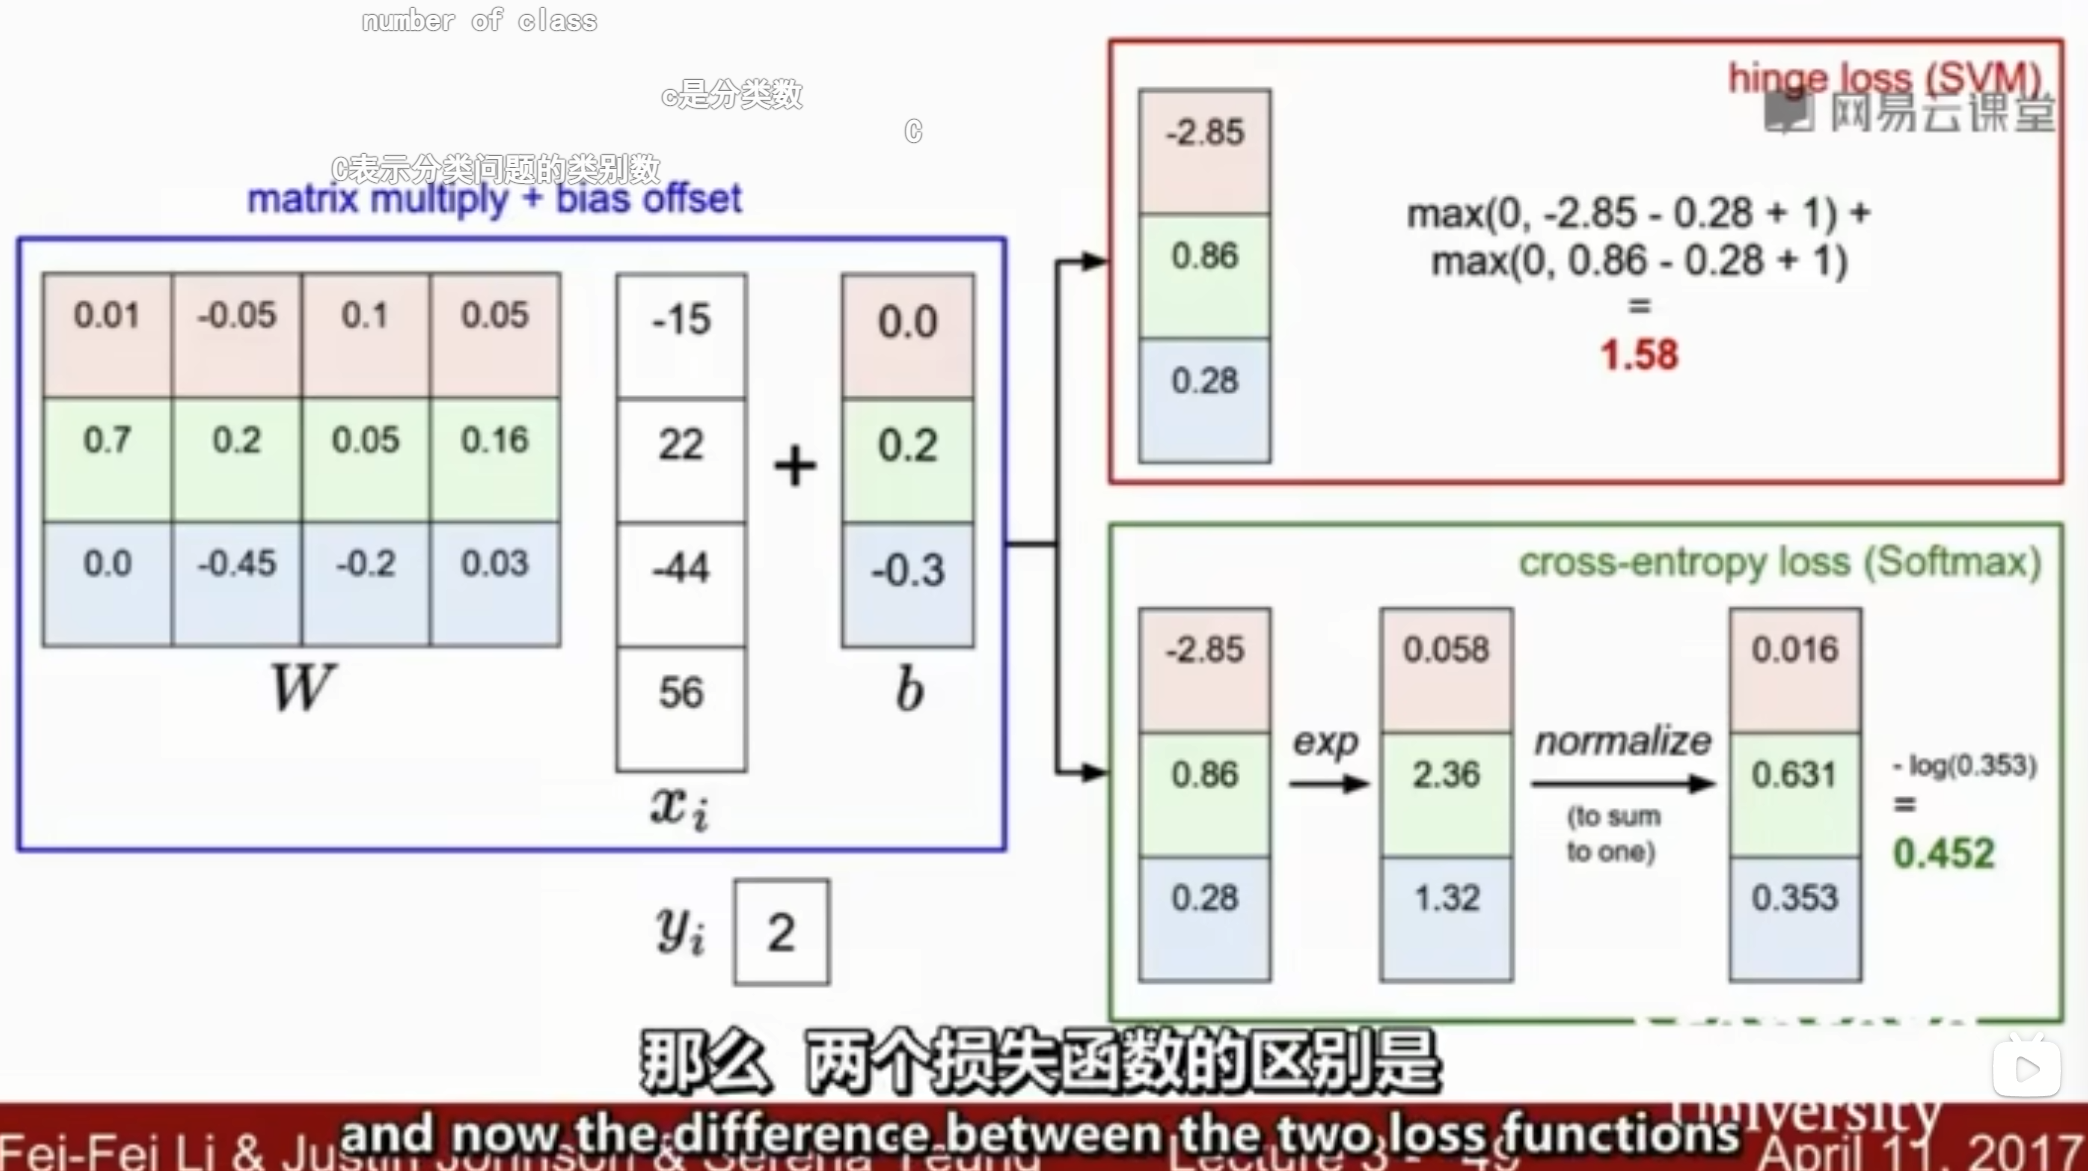 number of class
c是分类数
C
C表示分类问题的类别数
matrix multiply + bias offset
0.01 -0.05 0.1 0.05
0.7 0.2 0.05 0.16
0.0 -0.45 -0.2 0.03
W
-15
22
-44
56
x_i
+
0.0
0.2
-0.3
b
y_i 2
hinge loss (SVM)
网易云课堂
-2.85
0.86
0.28
max(0, -2.85 - 0.28 + 1) +
max(0, 0.86 - 0.28 + 1)
=
1.58
cross-entropy loss (Softmax)
-2.85
0.86
0.28
exp
0.058
2.36
1.32
normalize
(to sum
to one)
0.016
0.631
0.353
- log(0.353)
=
0.452
那么 两个损失函数的区别是
and now the difference between the two loss functions
University
Fei-Fei Li & Justin Johnson & Serena Yeung Lecture 3 - 49 April 11, 2017